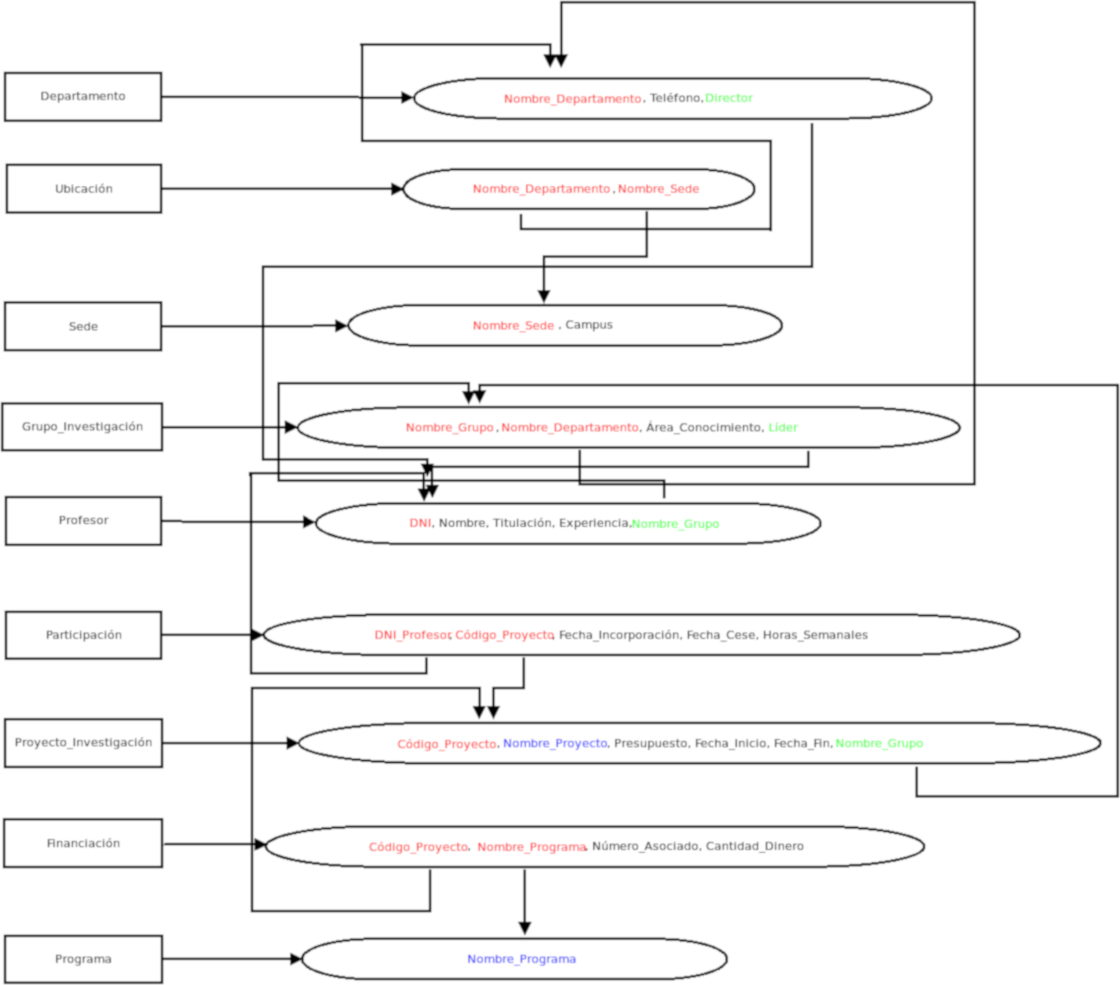 Departamento
Nombre_Departamento, Teléfono,Director
Ubicación
Nombre_Departamento, Nombre_Sede
Sede
Nombre_Sede , Campus
Grupo_Investigación
Nombre_Grupo, Nombre_Departamento, Área_Conocimiento, Líder
Profesor
DNI, Nombre, Titulación, Experiencia,Nombre_Grupo
Participación
DNI_Profesor, Código_Proyecto, Fecha_Incorporación, Fecha_Cese, Horas_Semanales
Proyecto_Investigación
Código_Proyecto, Nombre_Proyecto, Presupuesto, Fecha_Inicio, Fecha_Fin, Nombre_Grupo
Financiación
Código_Proyecto, Nombre_Programa, Número_Asociado, Cantidad_Dinero
Programa
Nombre_Programa